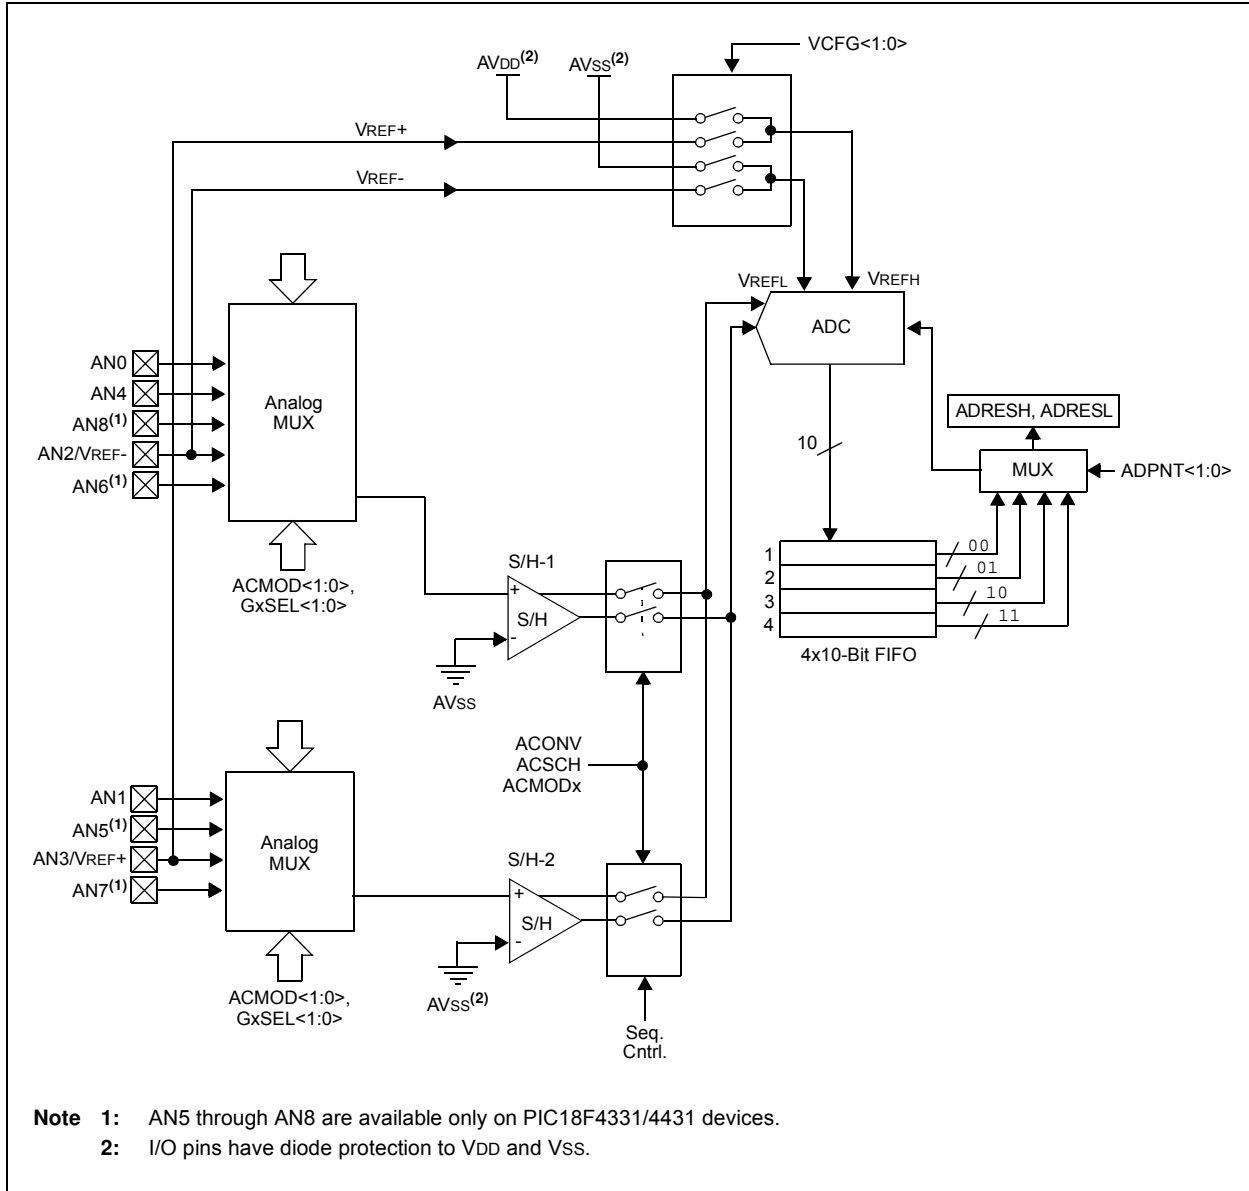 VCFG<1:0>
AVDD(2)
AVSS(2)
VREF+
VREF-
VREFL
VREFH
ADC
AN0
AN4
AN8(1)
AN2/VREF-
AN6(1)
Analog
MUX
ACMOD<1:0>,
GxSEL<1:0>
10
ADRESH, ADRESL
MUX
ADPNT<1:0>
1
2
3
4
00
01
10
11
4x10-Bit FIFO
S/H-1
+
S/H
-
AVSS
ACONV
ACSCH
ACMODx
AN1
AN5(1)
AN3/VREF+
AN7(1)
Analog
MUX
ACMOD<1:0>,
GxSEL<1:0>
S/H-2
+
S/H
-
AVSS(2)
Seq.
Cntrl.
Note 1: AN5 through AN8 are available only on PIC18F4331/4431 devices.
2: I/O pins have diode protection to VDD and VSS.